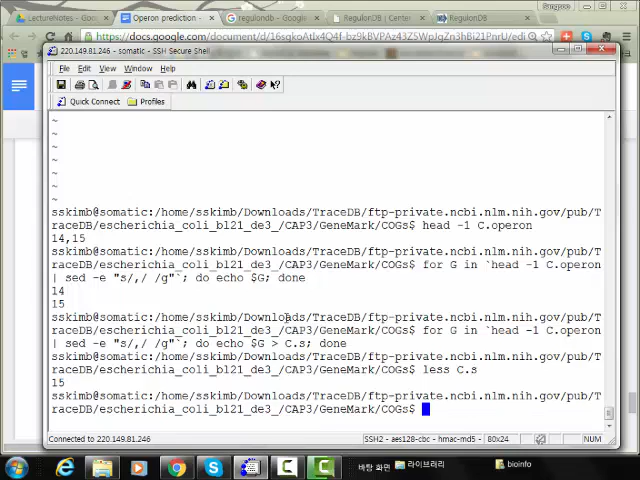 Sangsoo
LectureNotes - Google
Operon prediction -
regulondb - Google
RegulonDB | Center
RegulonDB
https://docs.google.com/document/d/16sqkoAtx4Q4f-bz9kBVPAz43Z5W
220.149.81.246 - somatic - SSH Secure Shell
File Edit View Window Help
Quick Connect Profiles
~
~
~
~
~
~
~
sskimb@somatic:/home/sskimb/Downloads/TraceDB/ftp-private.ncbi.nlm.nih.gov/pub/T
raceDB/escherichia_coli_bl21_de3_/CAP3/GeneMark/COGs$ head -1 C.operon
14,15
sskimb@somatic:/home/sskimb/Downloads/TraceDB/ftp-private.ncbi.nlm.nih.gov/pub/T
raceDB/escherichia_coli_bl21_de3_/CAP3/GeneMark/COGs$ for G in `head -1 C.operon
| sed -e "s/,/ /g"`; do echo $G; done
14
15
sskimb@somatic:/home/sskimb/Downloads/TraceDB/ftp-private.ncbi.nlm.nih.gov/pub/T
raceDB/escherichia_coli_bl21_de3_/CAP3/GeneMark/COGs$ for G in `head -1 C.operon
| sed -e "s/,/ /g"`; do echo $G > C.s; done
sskimb@somatic:/home/sskimb/Downloads/TraceDB/ftp-private.ncbi.nlm.nih.gov/pub/T
raceDB/escherichia_coli_bl21_de3_/CAP3/GeneMark/COGs$ less C.s
15
sskimb@somatic:/home/sskimb/Downloads/TraceDB/ftp-private.ncbi.nlm.nih.gov/pub/T
raceDB/escherichia_coli_bl21_de3_/CAP3/GeneMark/COGs$
Connected to 220.149.81.246
SSH2 - aes128-cbc - hmac-md5 -
80x24
NUM
바탕 화면
라이브러리
bioinfo